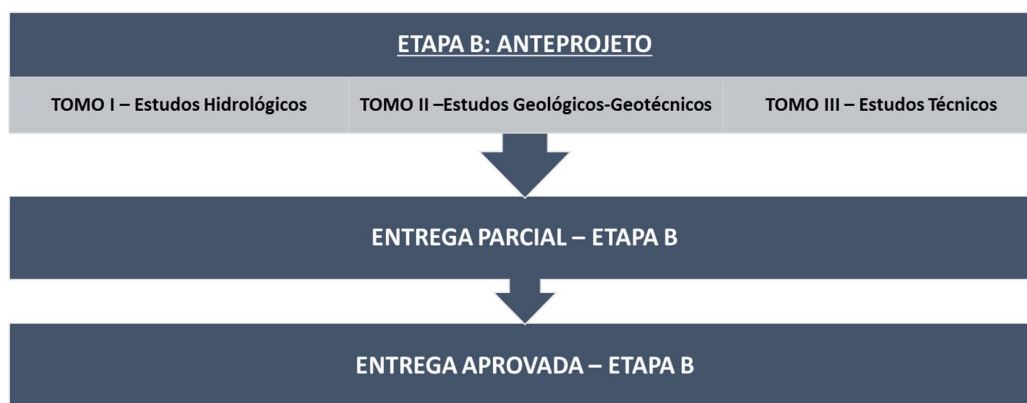 ETAPA B: ANTEPROJETO
TOMO I – Estudos Hidrológicos
TOMO II –Estudos Geológicos-Geotécnicos
TOMO III – Estudos Técnicos
ENTREGA PARCIAL – ETAPA B
ENTREGA APROVADA – ETAPA B